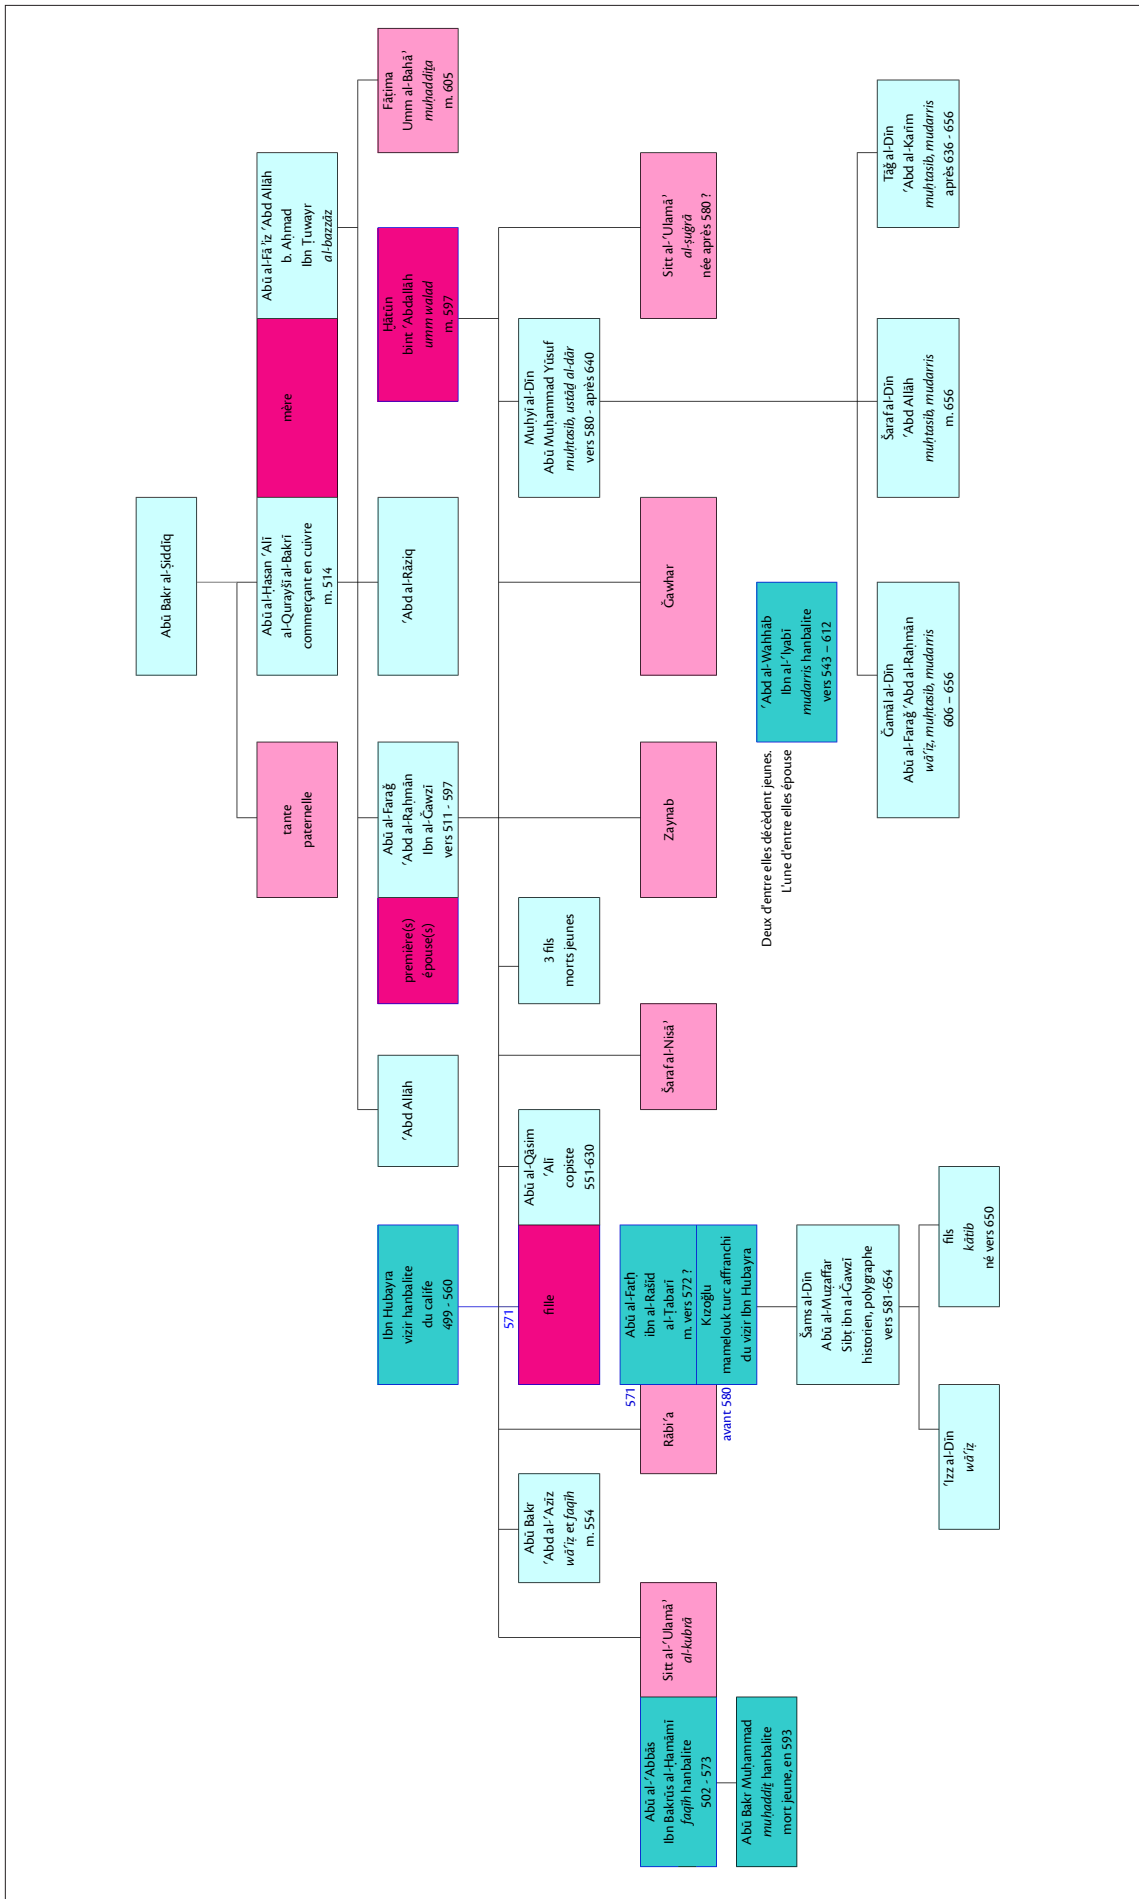 Abū Bakr al-Ṣiddīq
tante
paternelle
Abū al-Ḥasan ʿAlī
al-Qurayšī al-Bakrī
commerçant en cuivre
m. 514
mère
Abū al-Fāʾiz ʿAbd Allāh
b. Aḥmad
Ibn Ṭuwayr
al-bazzāz
Ibn Hubayra
vizir hanbalite
du calife
499 - 560
ʿAbd Allāh
première(s)
épouse(s)
Abū al-Faraǧ
ʿAbd al-Raḥmān
Ibn al-Ǧawzī
vers 511 - 597
ʿAbd al-Rāziq
Ḫātūn
bint ʿAbdallāh
umm walad
m. 597
Fāṭima
Umm al-Bahāʾ
muḥaddiṯa
m. 605
571
Abū Bakr
ʿAbd al-ʿAzīz
wāʿiẓ et faqīh
m. 554
fille
Abū al-Qāsim
ʿAlī
copiste
551-630
3 fils
morts jeunes
Muḥyī al-Dīn
Abū Muḥammad Yūsuf
muḥtasib, ustāḏ al-dār
vers 580 - après 640
Abū al-ʿAbbās
Ibn Bakrūs al-Ḥamāmī
faqīh hanbalite
502 - 573
Sitt al-ʿUlamāʾ
al-kubrā
Rābiʿa
571
avant 580
Abū al-Fatḥ
ibn al-Rašīd
al-Ṭabarī
m. vers 572 ?
Kızoğlu
mamelouk turc affranchi
du vizir Ibn Hubayra
Šaraf al-Nisāʾ
Zaynab
Ǧawhar
Sitt al-ʿUlamāʾ
al-ṣuġrā
née après 580 ?
Abū Bakr Muḥammad
muḥaddiṯ hanbalite
mort jeune, en 593
Deux d'entre elles décèdent jeunes.
L'une d'entre elles épouse
ʿAbd al-Wahhāb
Ibn al-ʿIyabī
mudarris hanbalite
vers 543 – 612
Šams al-Dīn
Abū al-Muẓaffar
Sibṭ ibn al-Ǧawzī
historien, polygraphe
vers 581-654
Ǧamāl al-Dīn
Abū al-Faraǧ ʿAbd al-Raḥmān
wāʿiẓ, muḥtasib, mudarris
606 – 656
Šaraf al-Dīn
ʿAbd Allāh
muḥtasib, mudarris
m. 656
Tāǧ al-Dīn
ʿAbd al-Karīm
muḥtasib, mudarris
après 636 - 656
ʿIzz al-Dīn
wāʿiẓ
fils
kātib
né vers 650